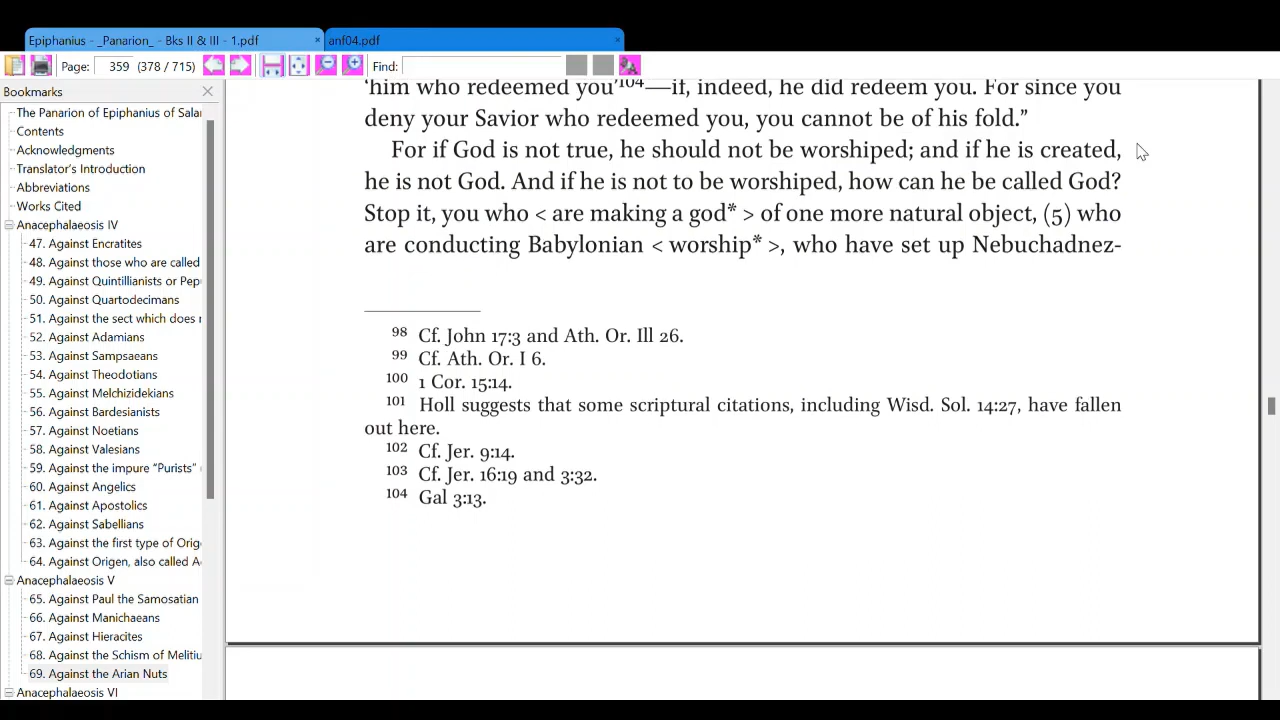 Epiphanius - _Panarion_ - Bks II & III - 1.pdf
anf04.pdf
Page: 359 (378 / 715) Find:
Bookmarks
The Panarion of Epiphanius of Sala
Contents
Acknowledgments
Translator's Introduction
Abbreviations
Works Cited
Anacephalaeosis IV
47. Against Encratites
48. Against those who are called
49. Against Quintillianists or Pep
50. Against Quartodecimans
51. Against the sect which does r
52. Against Adamians
53. Against Sampsaeans
54. Against Theodotians
55. Against Melchizidekians
56. Against Bardesianists
57. Against Noetians
58. Against Valesians
59. Against the impure “Purists” (
60. Against Angelics
61. Against Apostolics
62. Against Sabellians
63. Against the first type of Orig
64. Against Origen, also called A
Anacephalaeosis V
65. Against Paul the Samosatian
66. Against Manichaeans
67. Against Hieracites
68. Against the Schism of Melitiu
69. Against the Arian Nuts
Anacephalaeosis VI
‘him who redeemed you’104—if, indeed, he did redeem you. For since you
deny your Savior who redeemed you, you cannot be of his fold.”
For if God is not true, he should not be worshiped; and if he is created,
he is not God. And if he is not to be worshiped, how can he be called God?
Stop it, you who < are making a god* > of one more natural object, (5) who
are conducting Babylonian < worship* >, who have set up Nebuchadnez-
98 Cf. John 17:3 and Ath. Or. Ill 26.
99 Cf. Ath. Or. I 6.
100 1 Cor. 15:14.
101 Holl suggests that some scriptural citations, including Wisd. Sol. 14:27, have fallen
out here.
102 Cf. Jer. 9:14.
103 Cf. Jer. 16:19 and 3:32.
104 Gal 3:13.